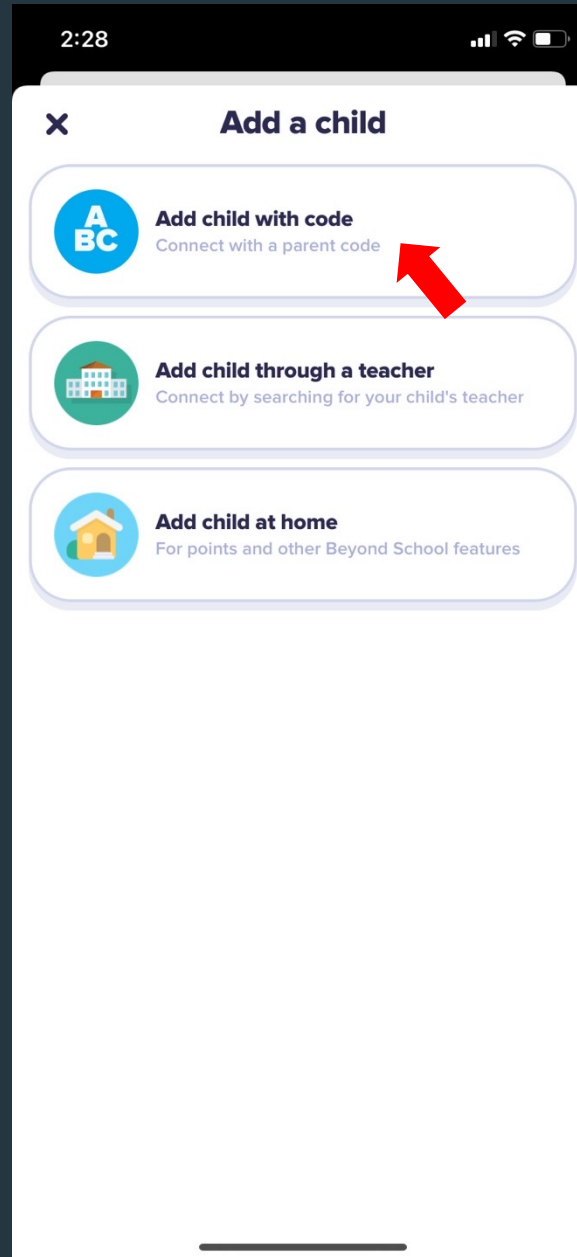 2:28
Add a child
A
BC
Add child with code
Connect with a parent code
Add child through a teacher
Connect by searching for your child's teacher
Add child at home
For points and other Beyond School features